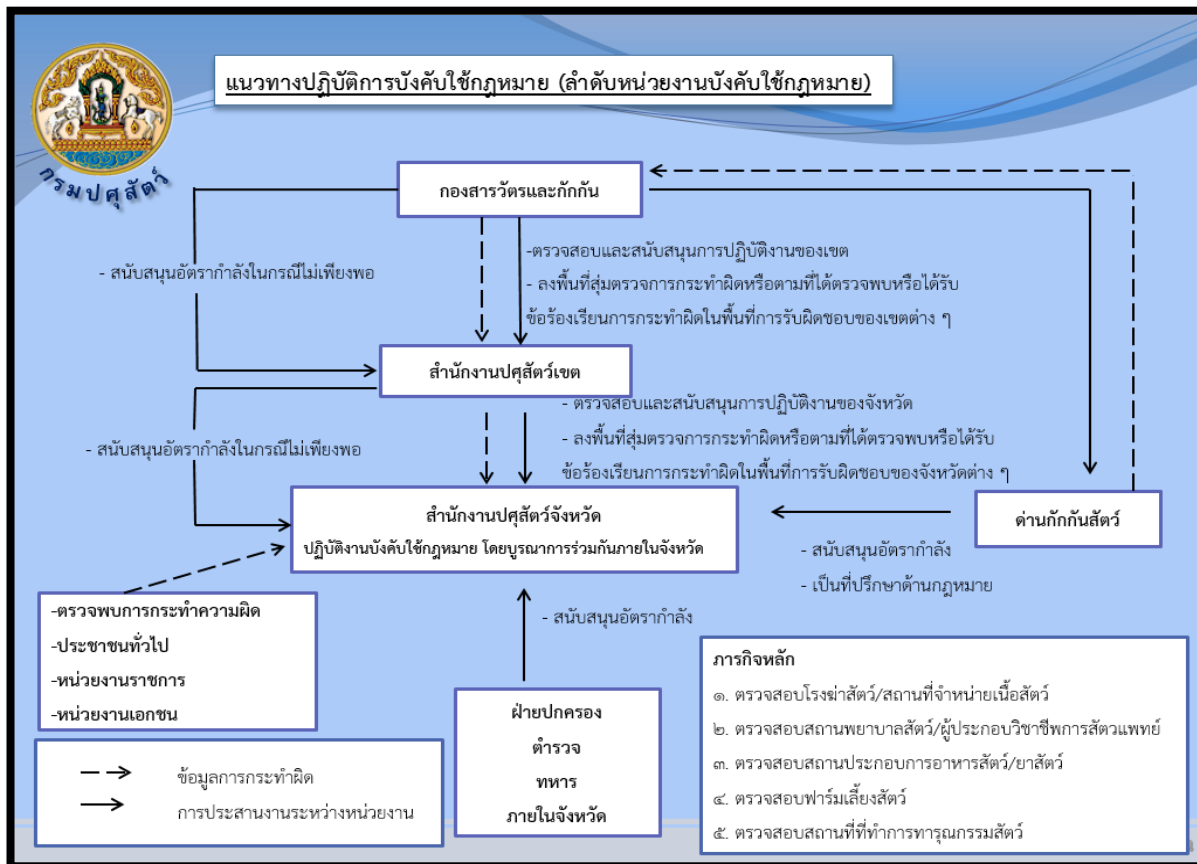 แนวทางปฏิบัติการบังคับใช้กฎหมาย (ลำดับหน่วยงานบังคับใช้กฎหมาย)
กรมปศุสัตว์
กองสารวัตรและกักกัน
- สนับสนุนอัตรากำลังในกรณีไม่เพียงพอ
-ตรวจสอบและสนับสนุนการปฏิบัติงานของเขต
- ลงพื้นที่สุ่มตรวจการกระทำผิดหรือตามที่ได้ตรวจพบหรือได้รับ
ข้อร้องเรียนการกระทำผิดในพื้นที่การรับผิดชอบของเขตต่าง ๆ
สำนักงานปศุสัตว์เขต
- สนับสนุนอัตรากำลังในกรณีไม่เพียงพอ
- ตรวจสอบและสนับสนุนการปฏิบัติงานของจังหวัด
- ลงพื้นที่สุ่มตรวจการกระทำผิดหรือตามที่ได้ตรวจพบหรือได้รับ
ข้อร้องเรียนการกระทำผิดในพื้นที่การรับผิดชอบของจังหวัดต่าง ๆ
สำนักงานปศุสัตว์จังหวัด
ปฏิบัติงานบังคับใช้กฎหมาย โดยบูรณาการร่วมกันภายในจังหวัด
ด่านกักกันสัตว์
- สนับสนุนอัตรากำลัง
- เป็นที่ปรึกษาด้านกฎหมาย
-ตรวจพบการกระทำความผิด
-ประชาชนทั่วไป
-หน่วยงานราชการ
-หน่วยงานเอกชน
- สนับสนุนอัตรากำลัง
ฝ่ายปกครอง
ตำรวจ
ทหาร
ภายในจังหวัด
ข้อมูลการกระทำผิด
การประสานงานระหว่างหน่วยงาน
ภารกิจหลัก
๑. ตรวจสอบโรงฆ่าสัตว์/สถานที่จำหน่ายเนื้อสัตว์
๒. ตรวจสอบสถานพยาบาลสัตว์/ผู้ประกอบวิชาชีพการสัตวแพทย์
๓. ตรวจสอบสถานประกอบการอาหารสัตว์/ยาสัตว์
๔. ตรวจสอบฟาร์มเลี้ยงสัตว์
๕. ตรวจสอบสถานที่ที่ทำการทารุณกรรมสัตว์